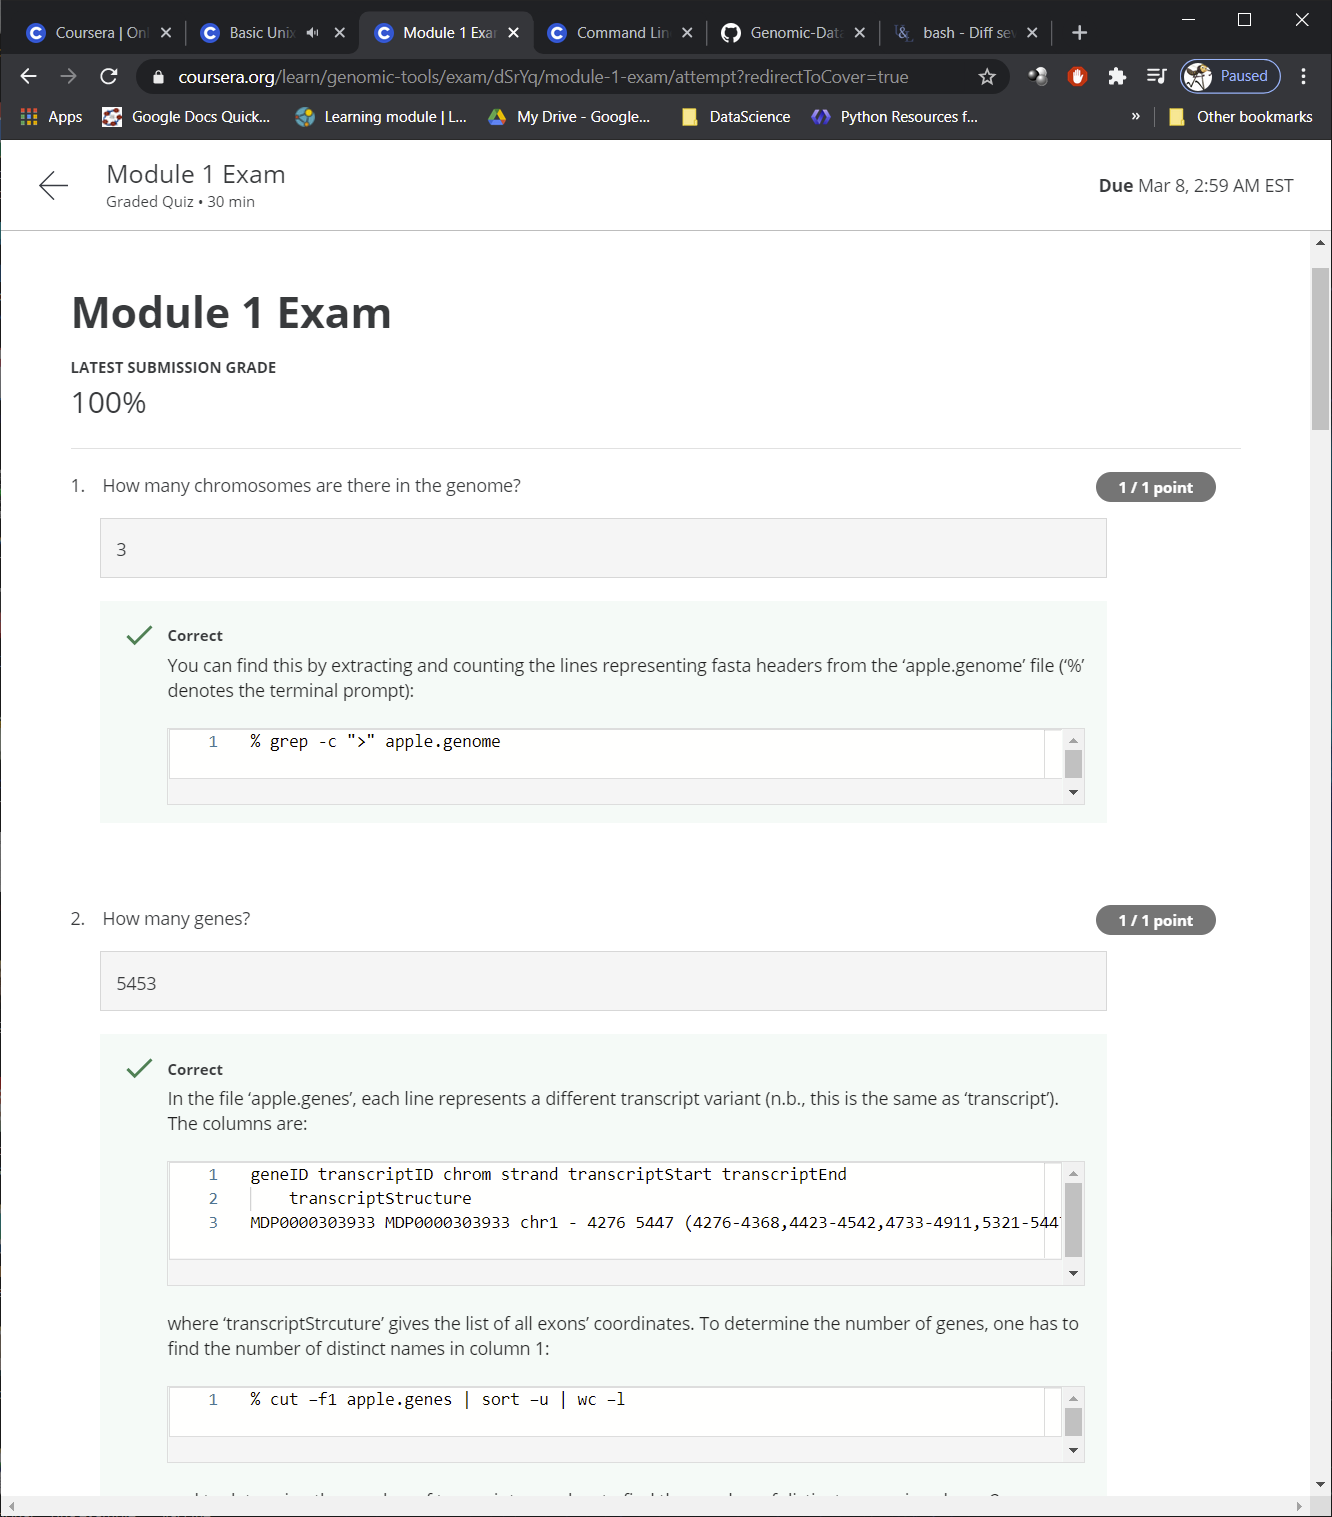 Coursera | Onl
Basic Unix
Module 1 Exar
Command Lin
Genomic-Data
bash - Diff sev
coursera.org/learn/genomic-tools/exam/dSrYq/module-1-exam/attempt?redirectToCover=true
Paused
Apps
Google Docs Quick...
Learning module | L...
My Drive - Google...
DataScience
Python Resources f...
»
Other bookmarks
Module 1 Exam
Graded Quiz • 30 min
Due Mar 8, 2:59 AM EST
Module 1 Exam
LATEST SUBMISSION GRADE
100%
1. How many chromosomes are there in the genome?
1 / 1 point
3
Correct
You can find this by extracting and counting the lines representing fasta headers from the ‘apple.genome’ file (‘%’
denotes the terminal prompt):
1 % grep -c ">" apple.genome
2. How many genes?
1 / 1 point
5453
Correct
In the file ‘apple.genes’, each line represents a different transcript variant (n.b., this is the same as ‘transcript’).
The columns are:
1 geneID transcriptID chrom strand transcriptStart transcriptEnd
2 transcriptStructure
3 MDP0000303933 MDP0000303933 chr1 - 4276 5447 (4276-4368,4423-4542,4733-4911,5321-544
where ‘transcriptStrcuture’ gives the list of all exons’ coordinates. To determine the number of genes, one has to
find the number of distinct names in column 1:
1 % cut –f1 apple.genes | sort –u | wc –l